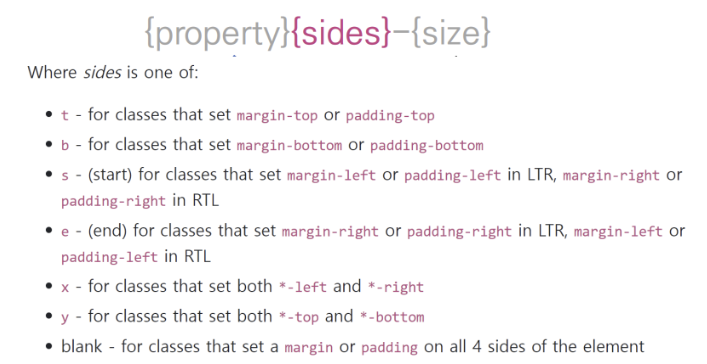 {property}{sides}-{size}
Where sides is one of:
• t - for classes that set margin-top or padding-top
• b - for classes that set margin-bottom or padding-bottom
• s - (start) for classes that set margin-left or padding-left in LTR, margin-right or
padding-right in RTL
• e - (end) for classes that set margin-right or padding-right in LTR, margin-left or
padding-left in RTL
• x - for classes that set both *-left and *-right
• y - for classes that set both *-top and *-bottom
• blank - for classes that set a margin or padding on all 4 sides of the element